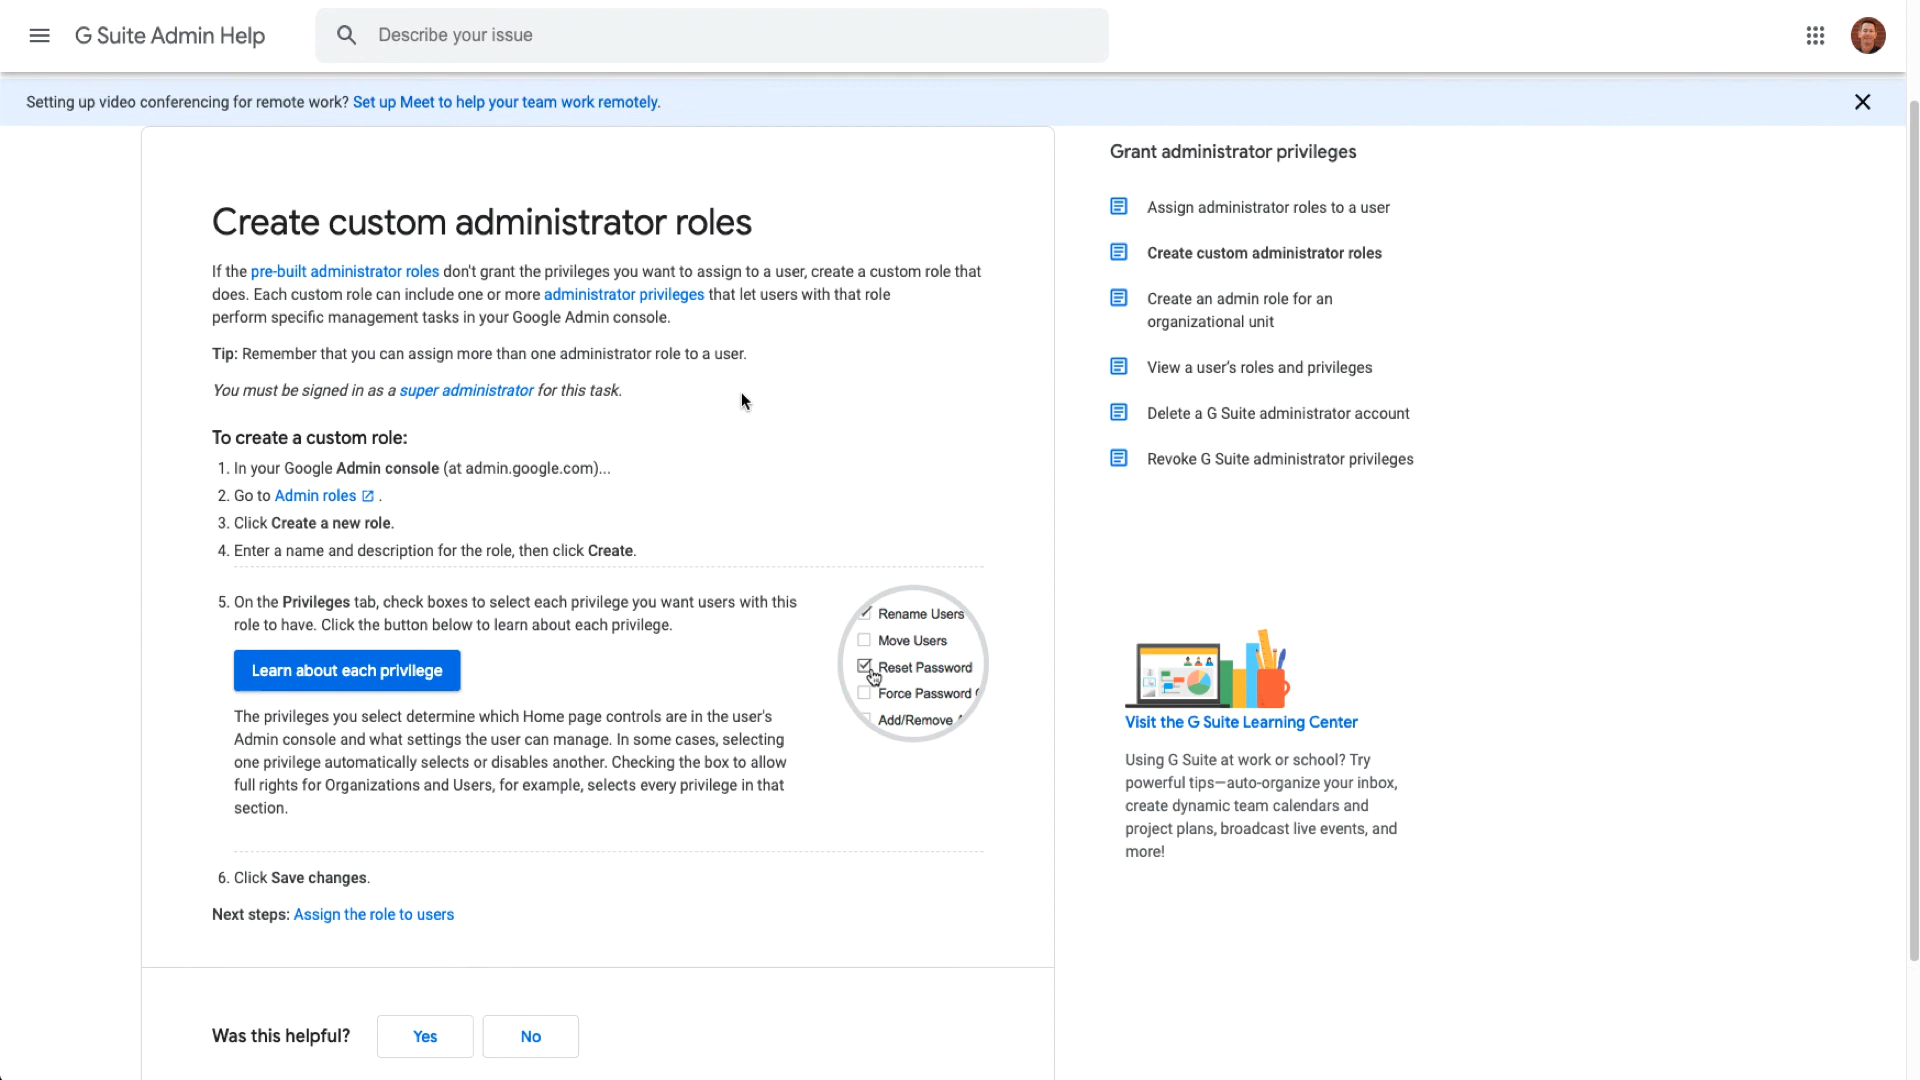 G Suite Admin Help
Describe your issue
Setting up video conferencing for remote work? Set up Meet to help your team work remotely.
Create custom administrator roles
If the pre-built administrator roles don't grant the privileges you want to assign to a user, create a custom role that
does. Each custom role can include one or more administrator privileges that let users with that role
perform specific management tasks in your Google Admin console.
Tip: Remember that you can assign more than one administrator role to a user.
You must be signed in as a super administrator for this task.
To create a custom role:
1. In your Google Admin console (at admin.google.com)...
2. Go to Admin roles .
3. Click Create a new role.
4. Enter a name and description for the role, then click Create.
5. On the Privileges tab, check boxes to select each privilege you want users with this
role to have. Click the button below to learn about each privilege.
Learn about each privilege
The privileges you select determine which Home page controls are in the user's
Admin console and what settings the user can manage. In some cases, selecting
one privilege automatically selects or disables another. Checking the box to allow
full rights for Organizations and Users, for example, selects every privilege in that
section.
Rename Users
Move Users
Reset Password
Force Password
Add/Remove
6. Click Save changes.
Next steps: Assign the role to users
Was this helpful?
Yes
No
Grant administrator privileges
Assign administrator roles to a user
Create custom administrator roles
Create an admin role for an
organizational unit
View a user's roles and privileges
Delete a G Suite administrator account
Revoke G Suite administrator privileges
Visit the G Suite Learning Center
Using G Suite at work or school? Try
powerful tips—auto-organize your inbox,
create dynamic team calendars and
project plans, broadcast live events, and
more!